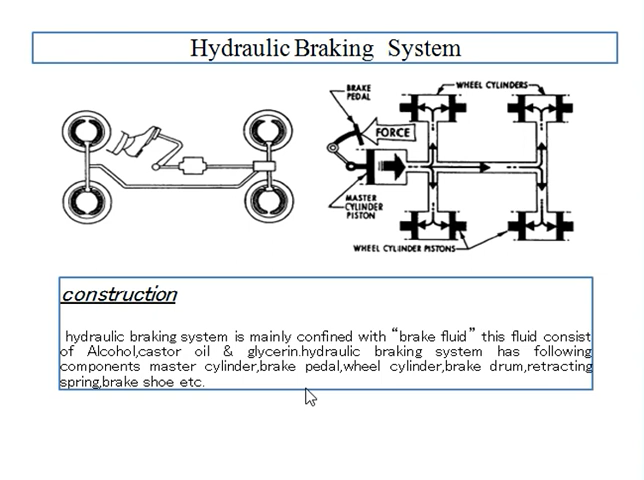 Hydraulic Braking System
BRAKE
PEDAL
WHEEL CYLINDERS
FORCE
MASTER
CYLINDER
PISTON
WHEEL CYLINDER PISTONS
construction
hydraulic braking system is mainly confined with “brake fluid” this fluid consist
of Alcohol,castor oil & glycerin.hydraulic braking system has following
components master cylinder,brake pedal,wheel cylinder,brake drum,retracting
spring,brake shoe etc.